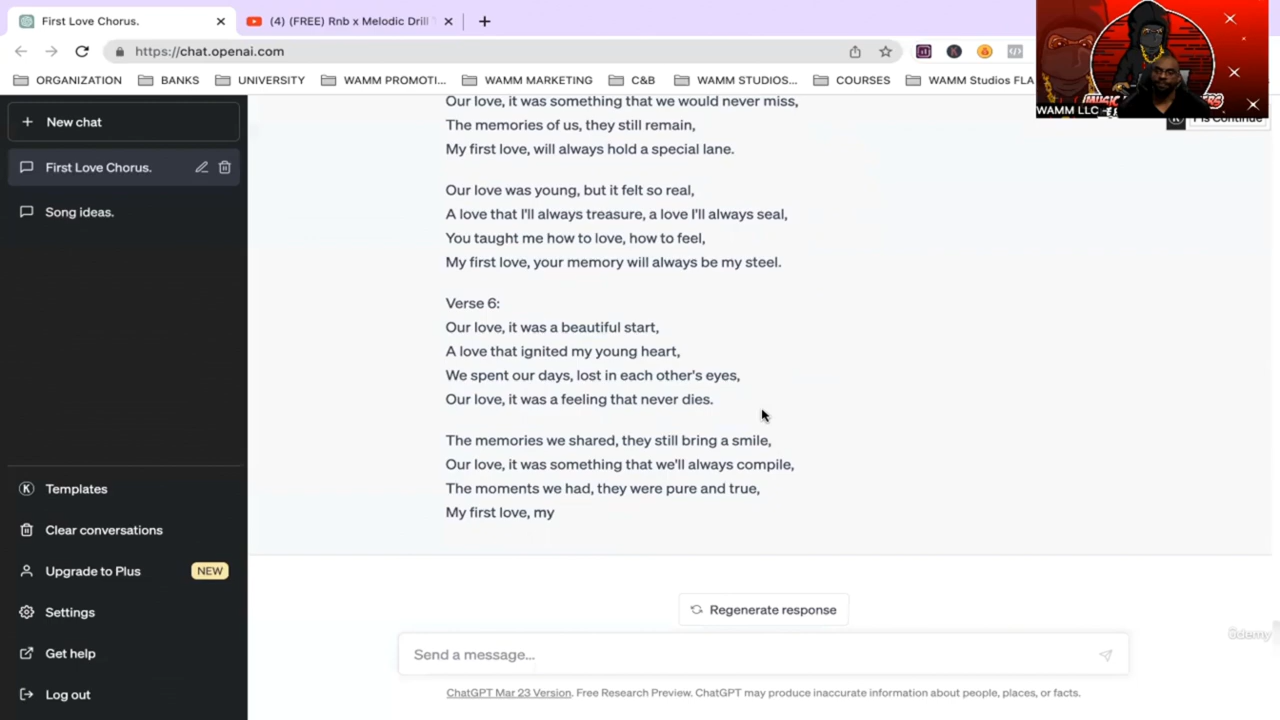 First Love Chorus.
(4) (FREE) Rnb x Melodic Drill
https://chat.openai.com
ORGANIZATION
BANKS
UNIVERSITY
WAMM PROMOTI...
WAMM MARKETING
C&B
WAMM STUDIOS...
COURSES
WAMM Studios FLA
WAMM LLC
New chat
First Love Chorus.
Song ideas.
Our love, it was something that we would never miss,
The memories of us, they still remain,
My first love, will always hold a special lane.
Our love was young, but it felt so real,
A love that I'll always treasure, a love I'll always seal,
You taught me how to love, how to feel,
My first love, your memory will always be my steel.
Verse 6:
Our love, it was a beautiful start,
A love that ignited my young heart,
We spent our days, lost in each other's eyes,
Our love, it was a feeling that never dies.
The memories we shared, they still bring a smile,
Our love, it was something that we'll always compile,
The moments we had, they were pure and true,
My first love, my
Templates
Clear conversations
Upgrade to Plus
NEW
Settings
Get help
Log out
Regenerate response
Send a message...
ChatGPT Mar 23 Version. Free Research Preview. ChatGPT may produce inaccurate information about people, places, or facts.
ûdemy